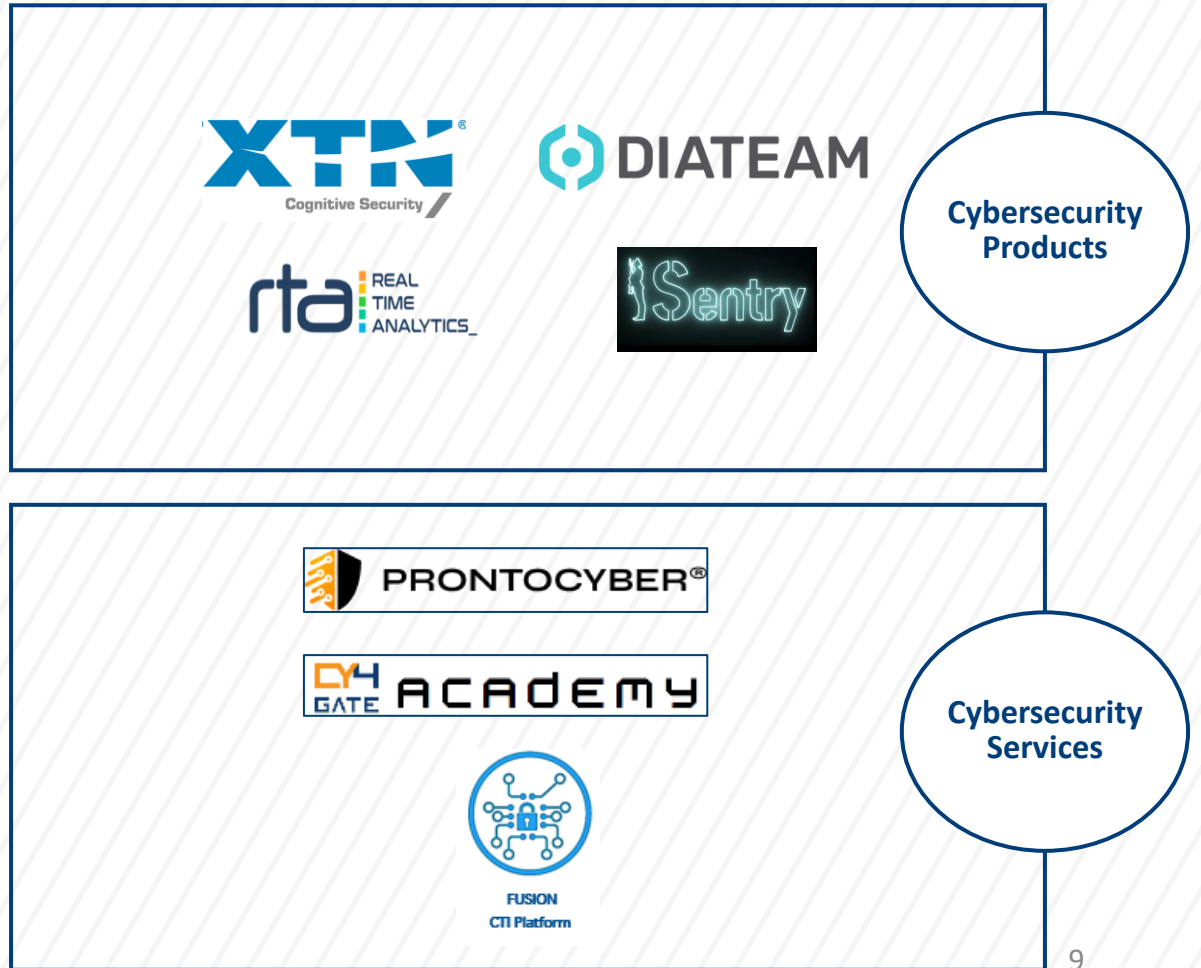 XTN®
Cognitive Security
DIATEAM
Cybersecurity
Products
rta REAL
TIME
ANALYTICS_
Sentry
PRONTOCYBER®
CY4
GATE ACADEMY
Cybersecurity
Services
FUSION
CTI Platform
9